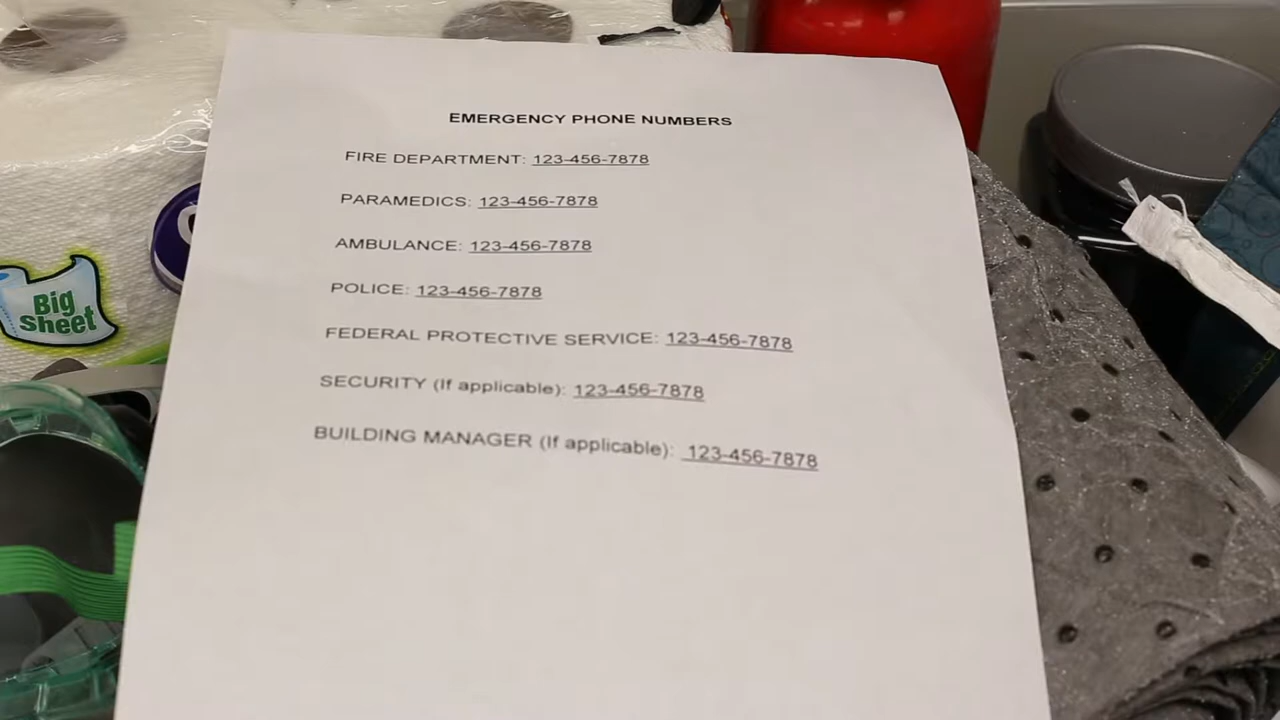 EMERGENCY PHONE NUMBERS
FIRE DEPARTMENT: 123-456-7878
PARAMEDICS: 123-456-7878
AMBULANCE: 123-456-7878
POLICE: 123-456-7878
FEDERAL PROTECTIVE SERVICE: 123-456-7878
SECURITY (If applicable): 123-456-7878
BUILDING MANAGER (If applicable): 123-456-7878
Big
Sheet